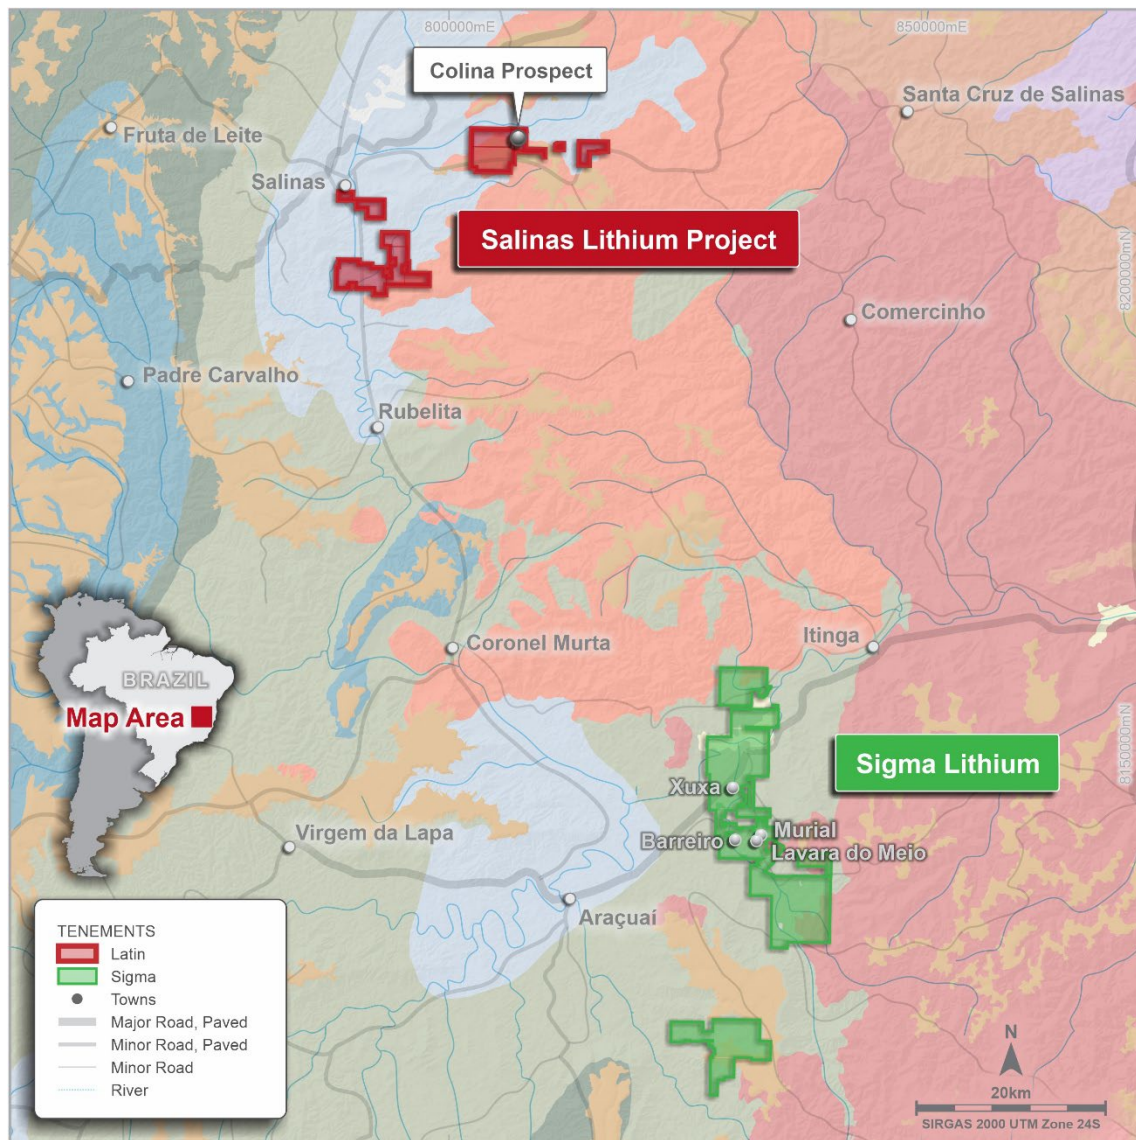 800000mE
850000mE
Colina Prospect
Santa Cruz de Salinas
Fruta de Leite
Salinas
Salinas Lithium Project
8200000mN
Comercinho
Padre Carvalho
Rubelita
Coronel Murta
Itinga
BRAZIL
Map Area
8150000mN
Sigma Lithium
Xuxa
Virgem da Lapa
Murial
Barreiro
Lavara do Meio
Araçuaí
TENEMENTS
Latin
Sigma
Towns
Major Road, Paved
Minor Road, Paved
Minor Road
River
N
20km
SIRGAS 2000 UTM Zone 24S